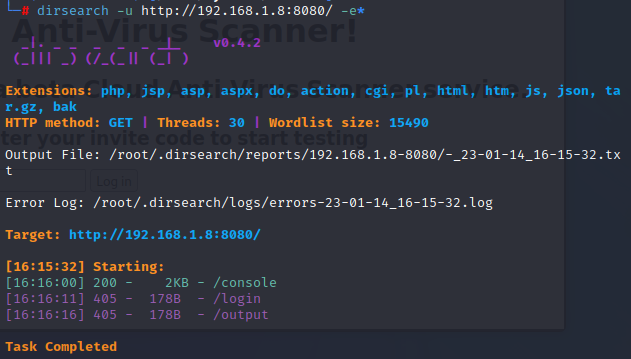 └─# dirsearch -u http://192.168.1.8:8080/ -e*
Anti-Virus Scanner!
v0.4.2
Extensions: php, jsp, asp, aspx, do, action, cgi, pl, html, htm, js, json, ta
r.gz, bak
HTTP method: GET | Threads: 30 | Wordlist size: 15490
ter your invite code to start testing
Output File: /root/.dirsearch/reports/192.168.1.8-8080/-_23-01-14_16-15-32.tx
t
Log in
Error Log: /root/.dirsearch/logs/errors-23-01-14_16-15-32.log
Target: http://192.168.1.8:8080/
[16:15:32] Starting:
[16:16:00] 200 -    2KB - /console
[16:16:11] 405 -  178B  - /login
[16:16:16] 405 -  178B  - /output
Task Completed